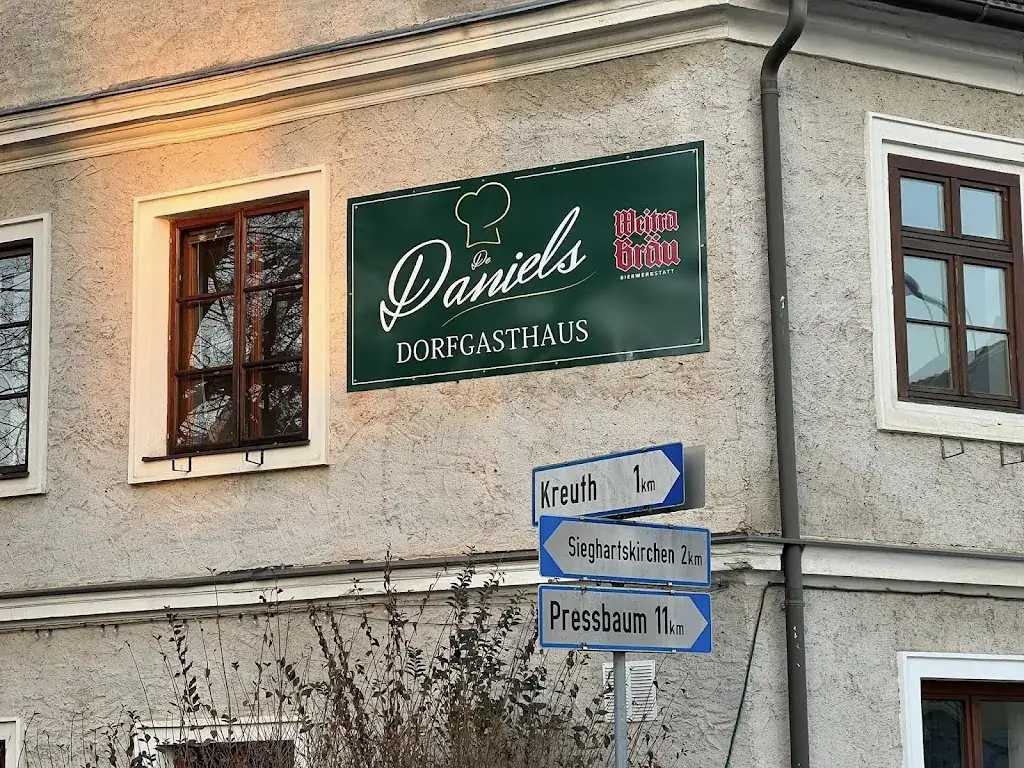 De
Daniels
DORFGASTHAUS
Weitra
Bräu
BIERWERKSTATT
Kreuth 1km
Sieghartskirchen 2km
Pressbaum 11km